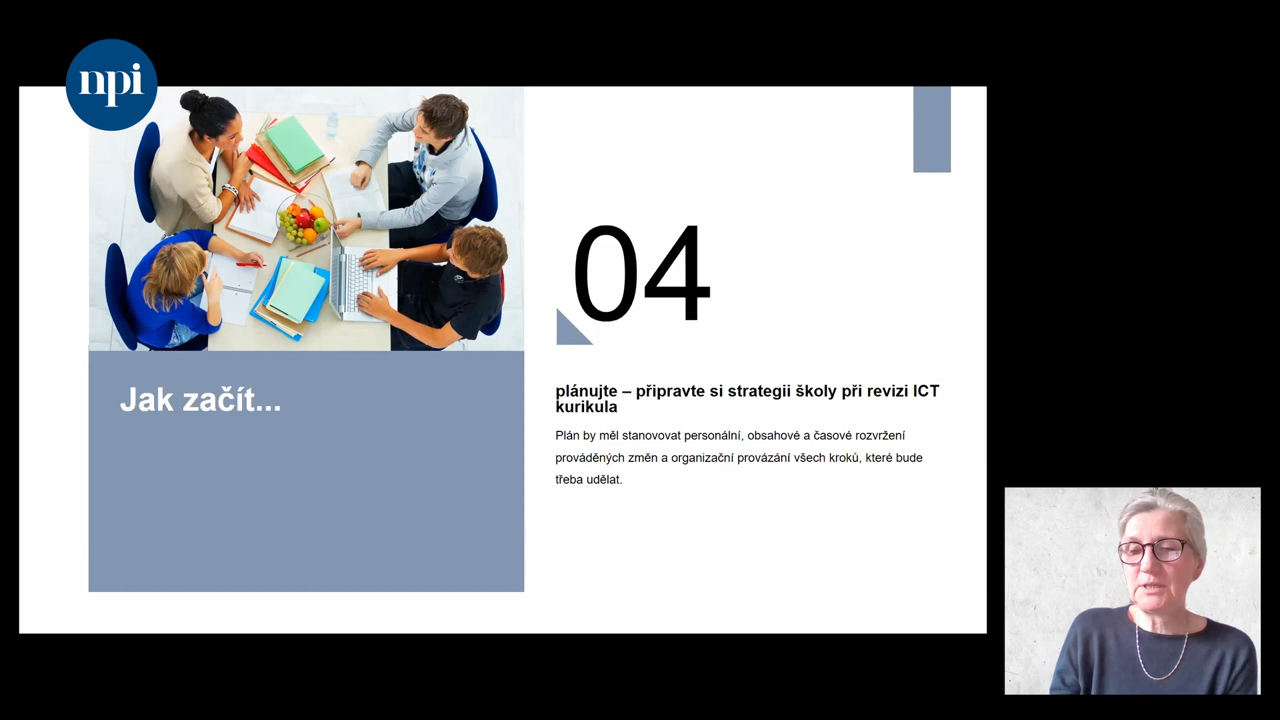 npi
Jak začít...
04
plánujte – připravte si strategii školy při revizi ICT
kurikula
Plán by měl stanovovat personální, obsahové a časové rozvržení
prováděných změn a organizační provázání všech kroků, které bude
třeba udělat.